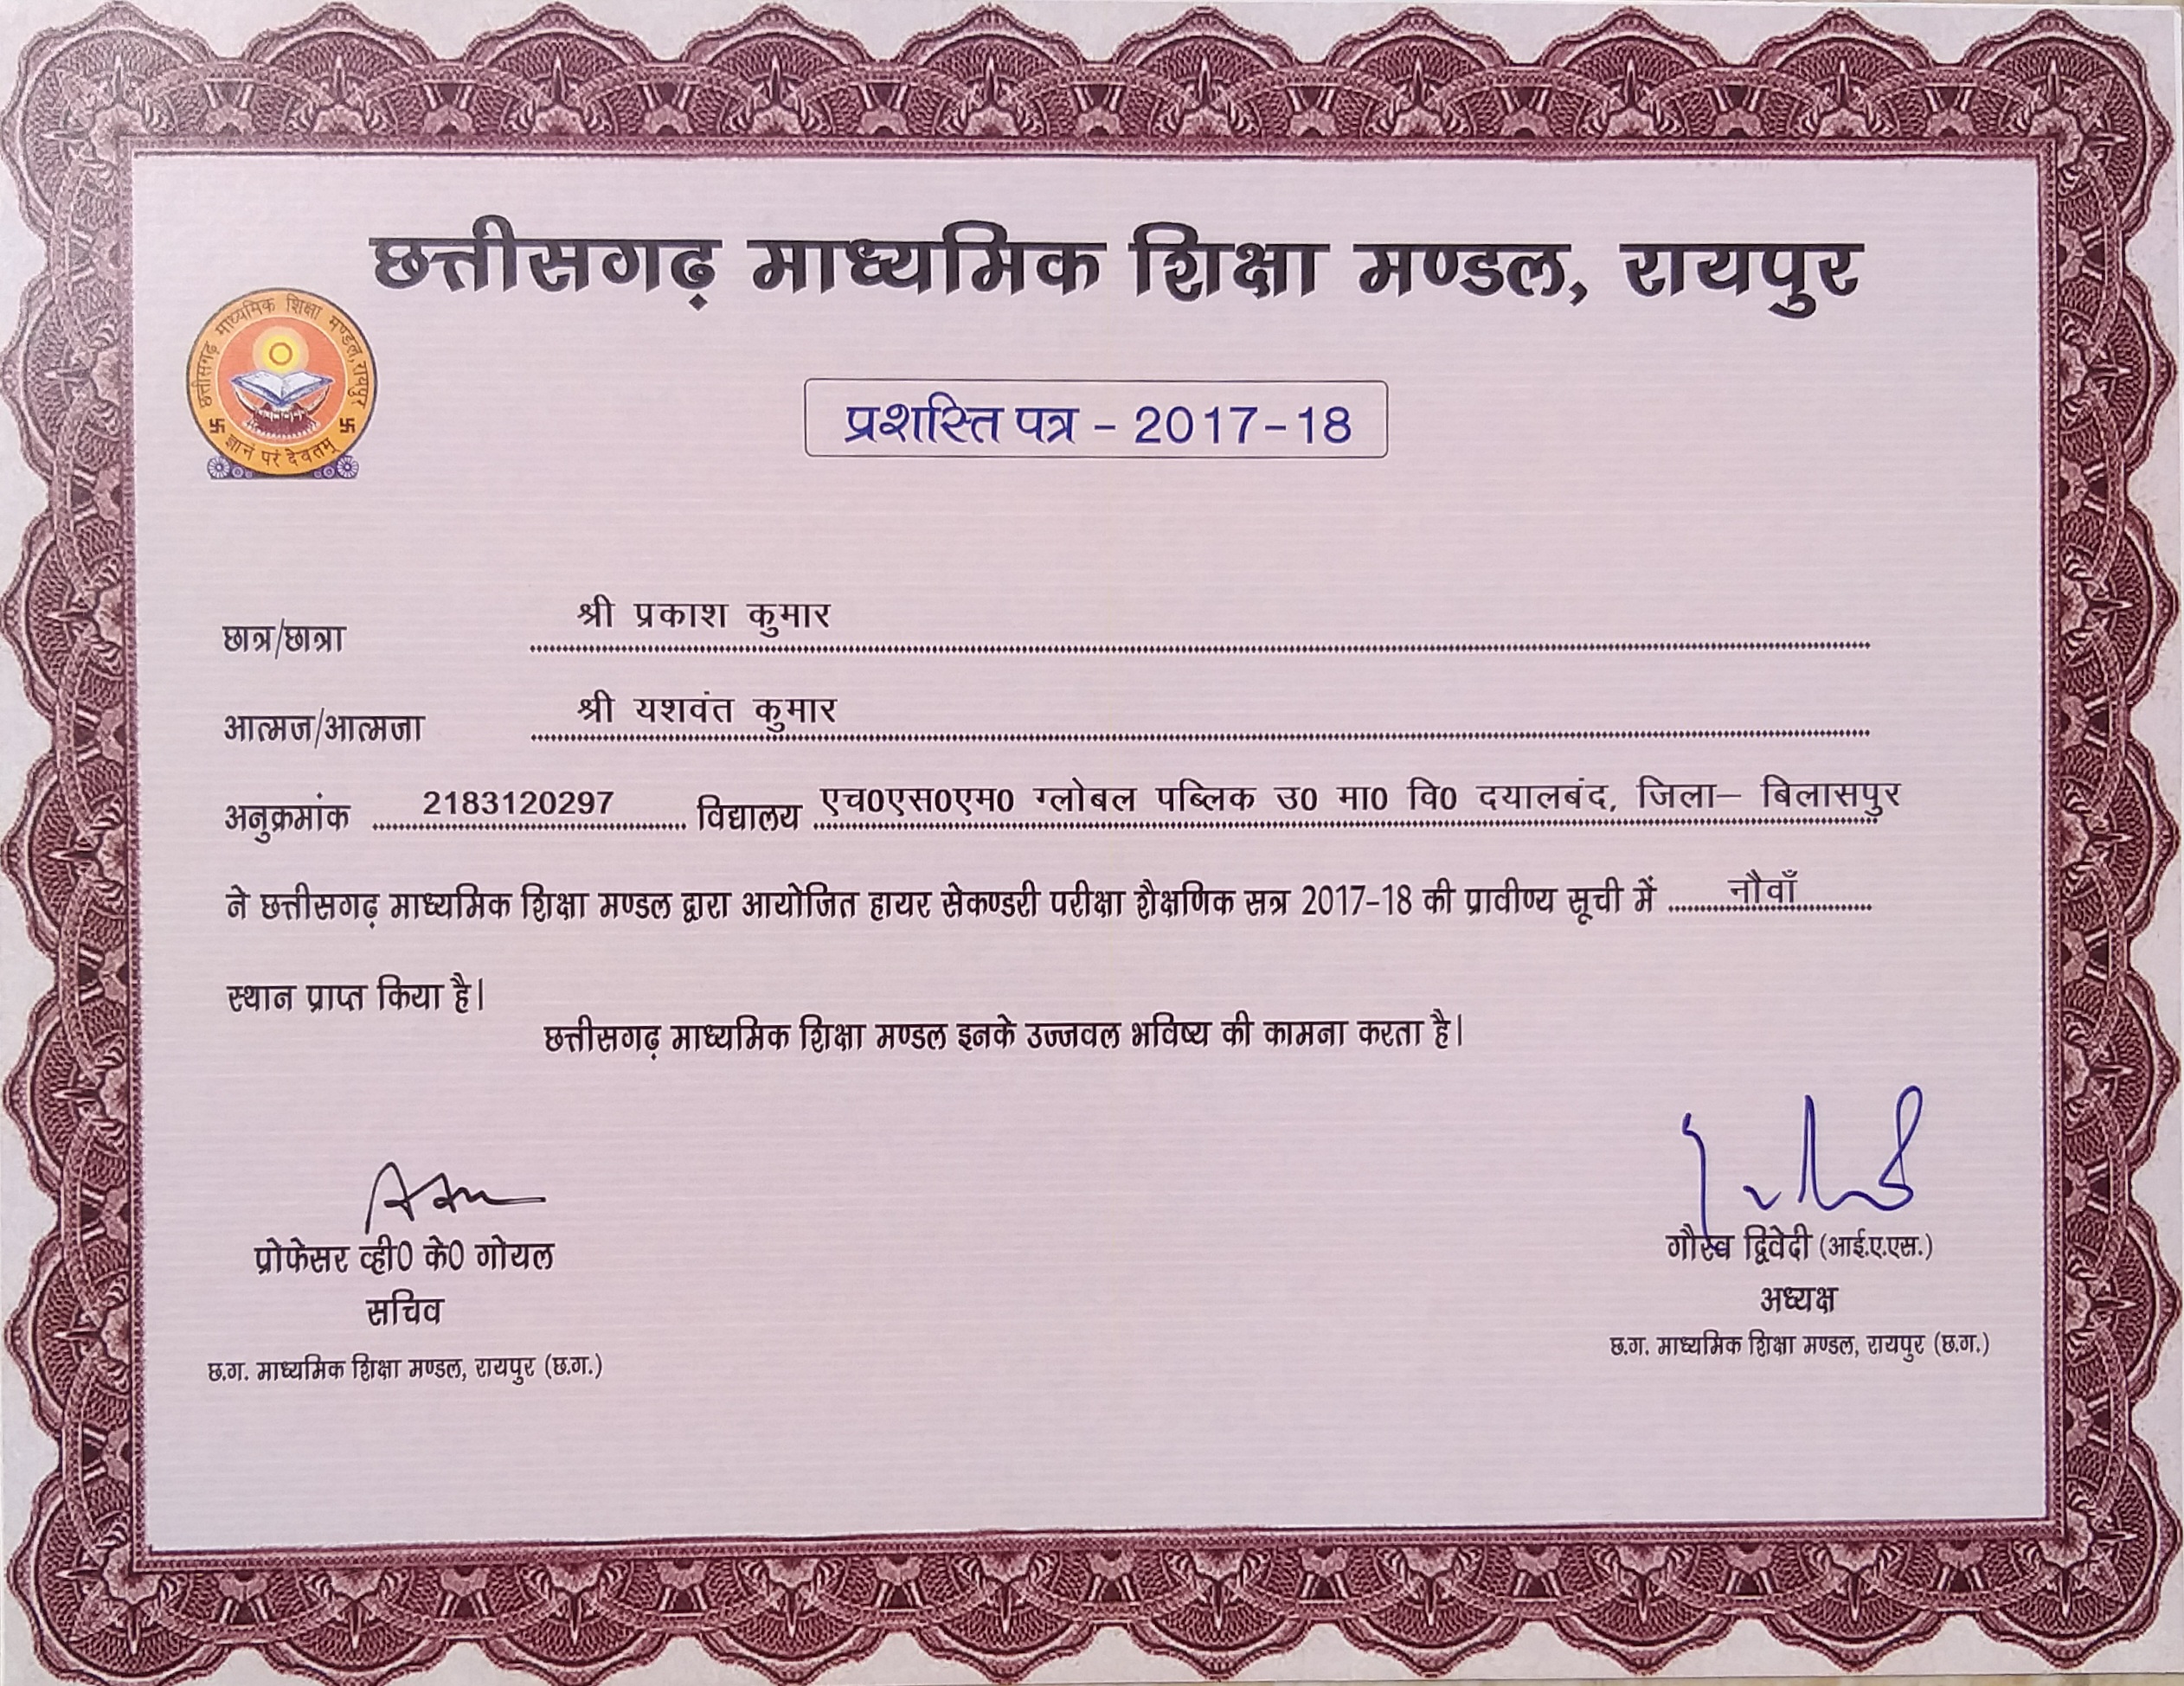 छत्तीसगढ़ माध्यमिक शिक्षा मण्डल, रायपुर
छत्तीसगढ़ माध्यमिक शिक्षा मण्डल, रायपुर
ज्ञानं परं देवतम्
प्रशस्ति पत्र - 2017-18
छात्र/छात्रा श्री प्रकाश कुमार
आत्मज/आत्मजा श्री यशवंत कुमार
अनुक्रमांक 2183120297 विद्यालय एच0एस0एम0 ग्लोबल पब्लिक उ0 मा0 वि0 दयालबंद, जिला– बिलासपुर
ने छत्तीसगढ़ माध्यमिक शिक्षा मण्डल द्वारा आयोजित हायर सेकण्डरी परीक्षा शैक्षणिक सत्र 2017-18 की प्रावीण्य सूची में नौवाँ
स्थान प्राप्त किया है।
छत्तीसगढ़ माध्यमिक शिक्षा मण्डल इनके उज्जवल भविष्य की कामना करता है।
प्रोफेसर व्ही0 के0 गोयल
सचिव
छ.ग. माध्यमिक शिक्षा मण्डल, रायपुर (छ.ग.)
गौरव द्विवेदी (आई.ए.एस.)
अध्यक्ष
छ.ग. माध्यमिक शिक्षा मण्डल, रायपुर (छ.ग.)